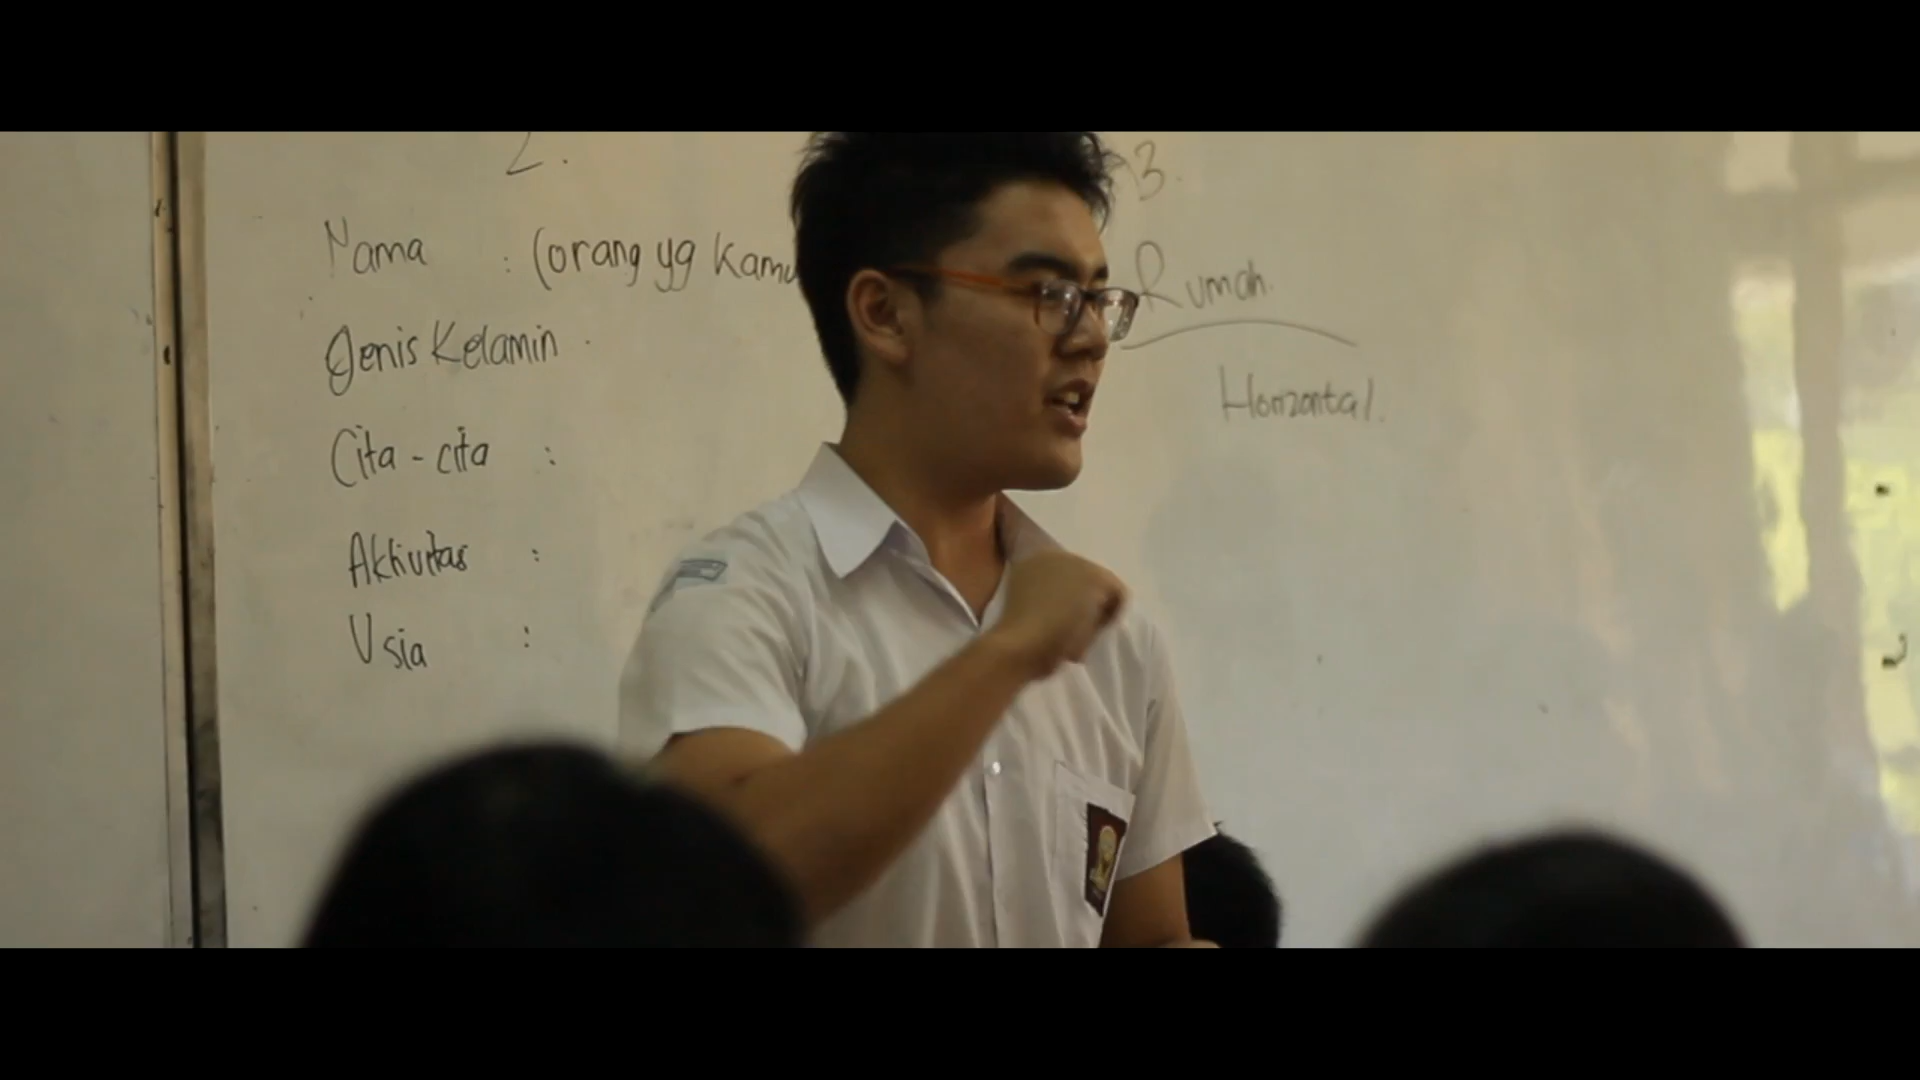 2.
Nama : (orang yg kamu
Jenis Kelamin
Cita - cita :
Aktivitas :
Usia :
3.
Rumah.
Horizontal.